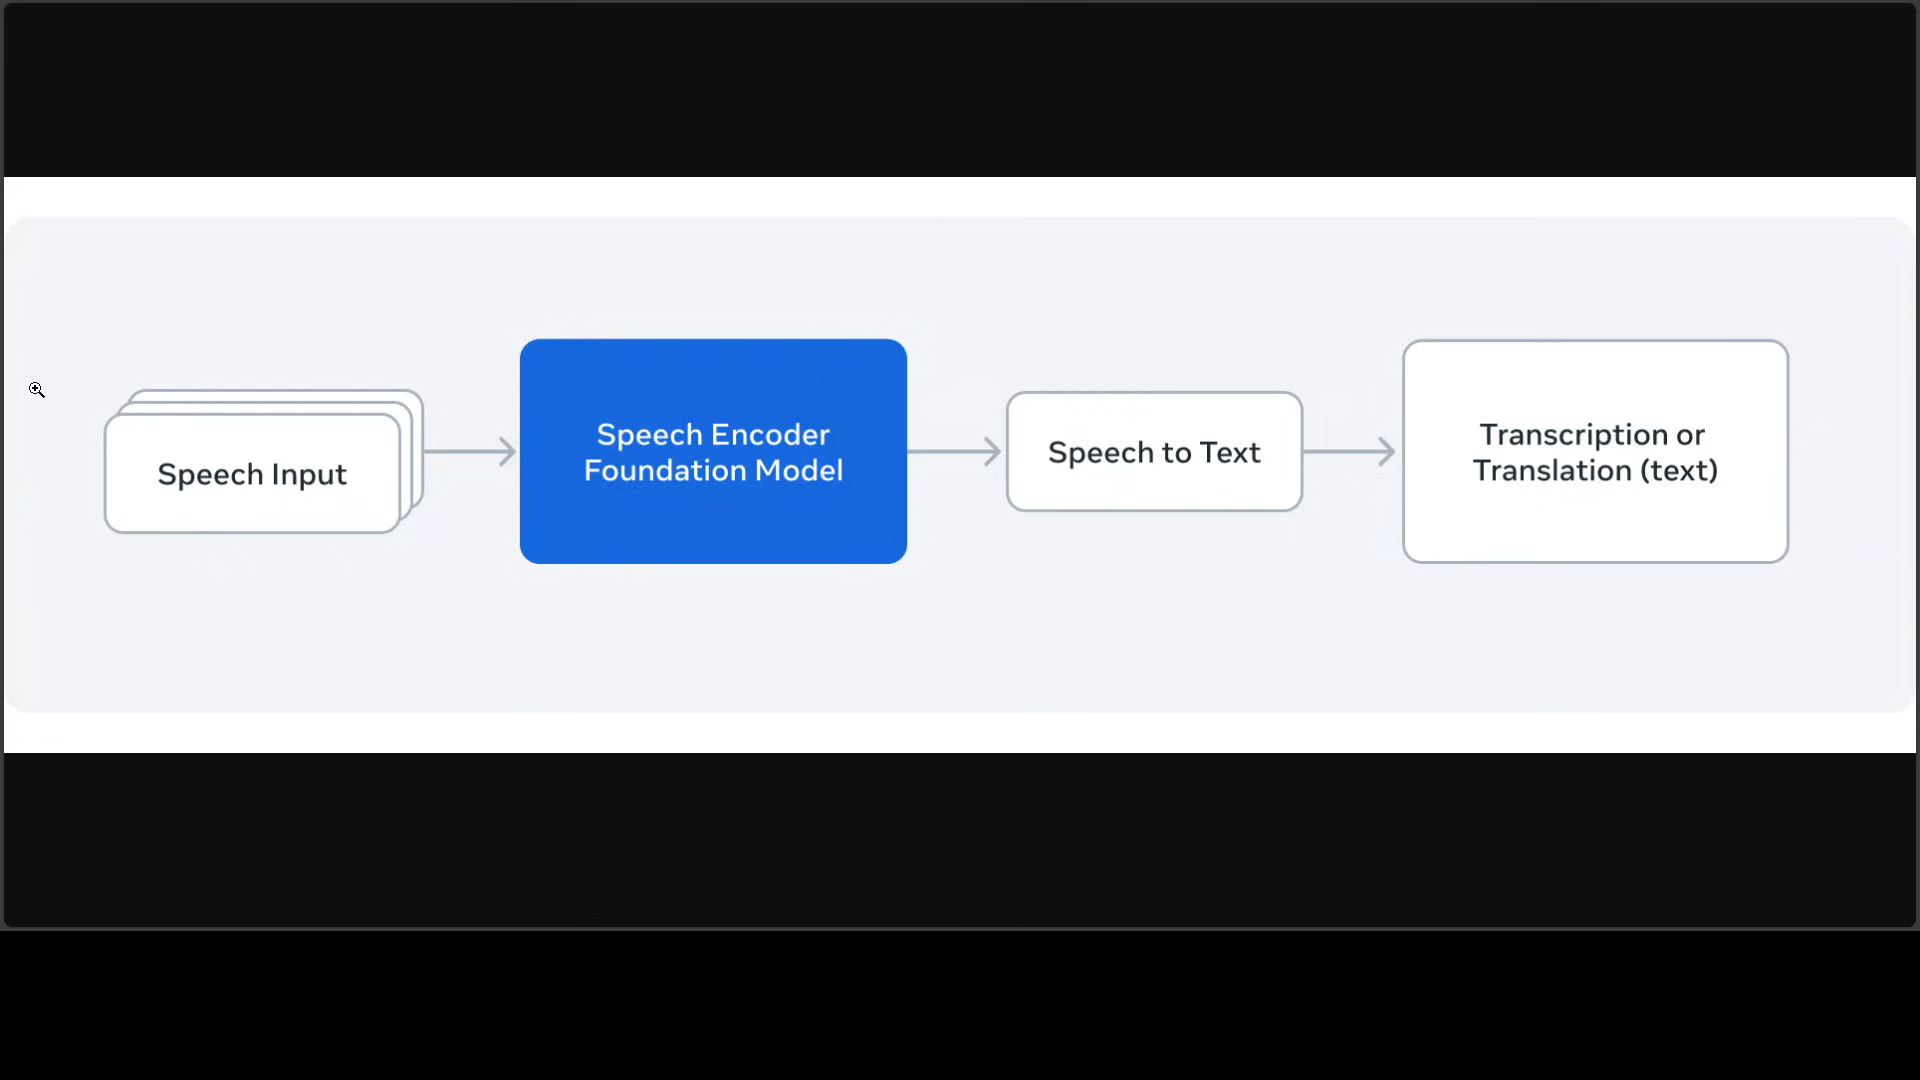 Speech Input
Speech Encoder
Foundation Model
Speech to Text
Transcription or
Translation (text)